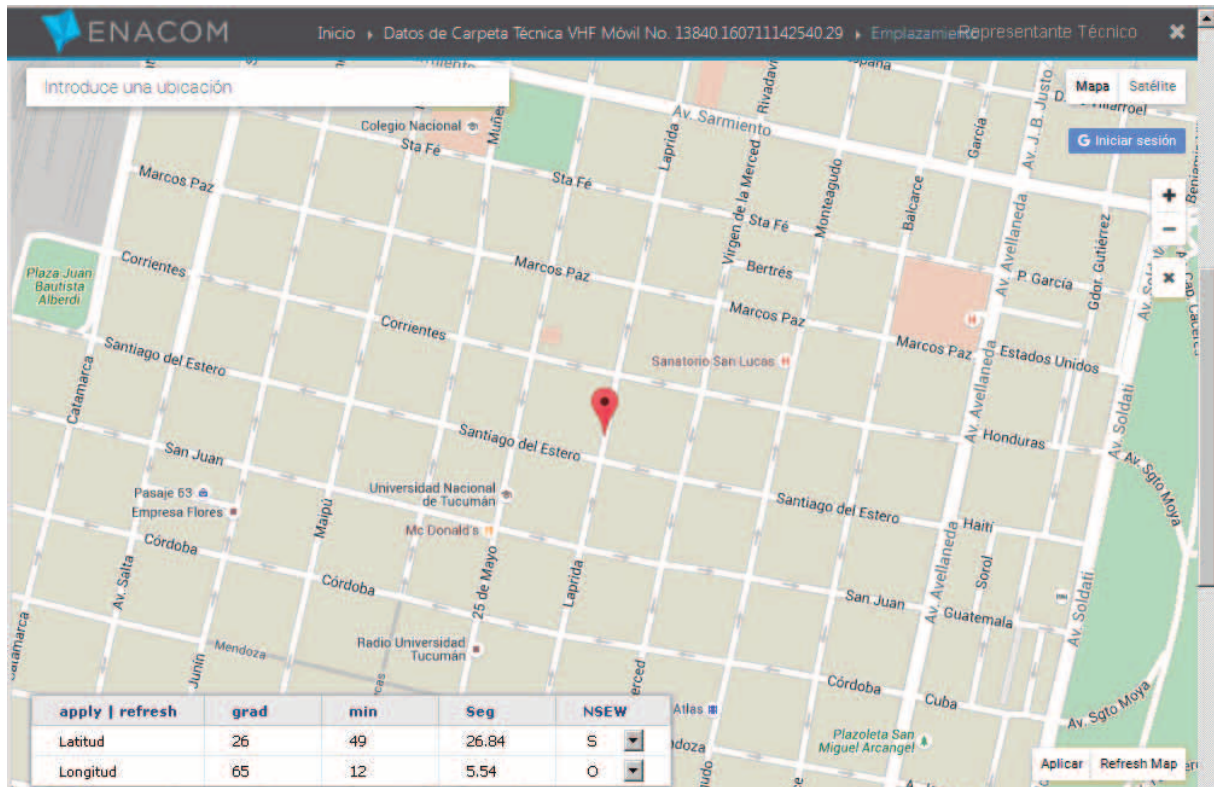 ENACOM
Inicio ▸ Datos de Carpeta Técnica VHF Móvil No. 13840.160711142540.29 ▸ Emplazamiento
Representante Técnico ✖
Introduce una ubicación
Mapa Satélite
G Iniciar sesión
+
−
✖
Av. Sarmiento
Colegio Nacional
Sta Fé
Sta Fé
Sta Fé
Laprida
Virgen de la Merced
Rivadavia
Monteagudo
Balcarce
García
Av. J. B. Justo
Marcos Paz
Marcos Paz
Marcos Paz
Marcos Paz
Bertrés
P. García
Av. Avellaneda
Gdor. Gutiérrez
Plaza Juan
Bautista
Alberdi
Corrientes
Corrientes
Estados Unidos
Sanatorio San Lucas
Santiago del
Estero
Catamarca
Santiago del Estero
Av. Avellaneda
Honduras
Av. Soldati
Av. Sgto Moya
San Juan
Pasaje 63
Empresa Flores
Maipú
Universidad Nacional
de Tucumán
Mc Donald's
Santiago del Estero
Haití
Córdoba
Av. Salta
Córdoba
25 de Mayo
Laprida
San Juan
Av. Avellaneda
Sorol
Guatemala
Av. Soldati
Mendoza
Junín
Radio Universidad
Tucumán
Córdoba
Cuba
Av. Sgto Moya
Atlas
Plazoleta San
Miguel Arcangel
apply | refresh grad min Seg NSEW
Latitud 26 49 26.84 S
Longitud 65 12 5.54 O
Aplicar Refresh Map